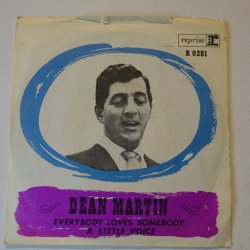 reprise
R 0281
DEAN MARTIN
EVERYBODY LOVES SOMEBODY
A LITTLE VOICE